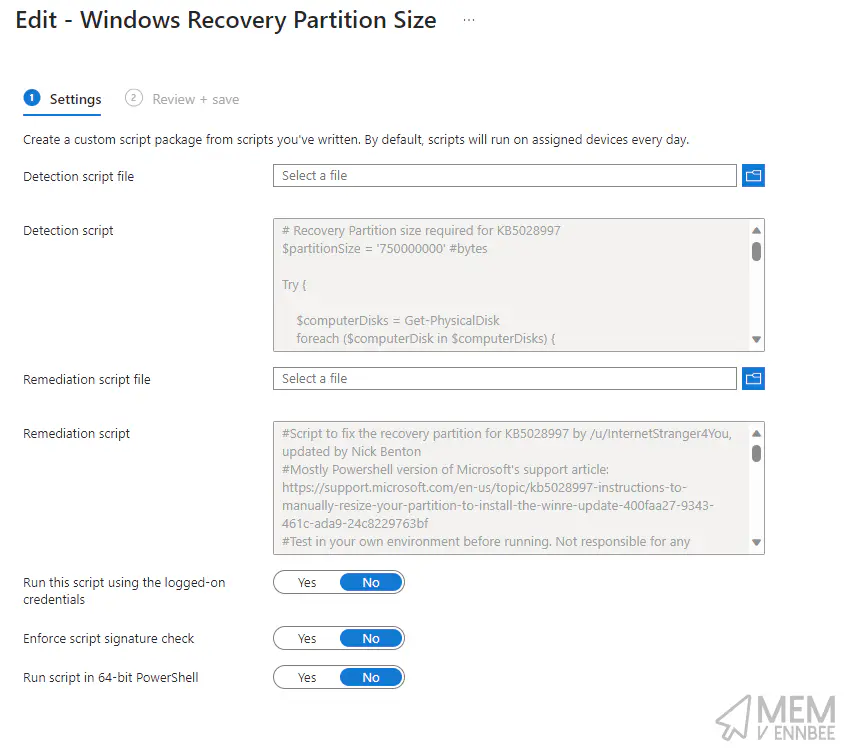 Edit - Windows Recovery Partition Size ...
1 Settings 2 Review + save
Create a custom script package from scripts you've written. By default, scripts will run on assigned devices every day.
Detection script file Select a file
Detection script
# Recovery Partition size required for KB5028997
$partitionSize = '750000000' #bytes
Try {
$computerDisks = Get-PhysicalDisk
foreach ($computerDisk in $computerDisks) {
Remediation script file Select a file
Remediation script
#Script to fix the recovery partition for KB5028997 by /u/InternetStranger4You,
updated by Nick Benton
#Mostly Powershell version of Microsoft's support article:
https://support.microsoft.com/en-us/topic/kb5028997-instructions-to-
manually-resize-your-partition-to-install-the-winre-update-400faa27-9343-
461c-ada9-24c8229763bf
#Test in your own environment before running. Not responsible for any
Run this script using the logged-on
credentials
Yes No
Enforce script signature check Yes No
Run script in 64-bit PowerShell Yes No
MEM
V ENNBEE